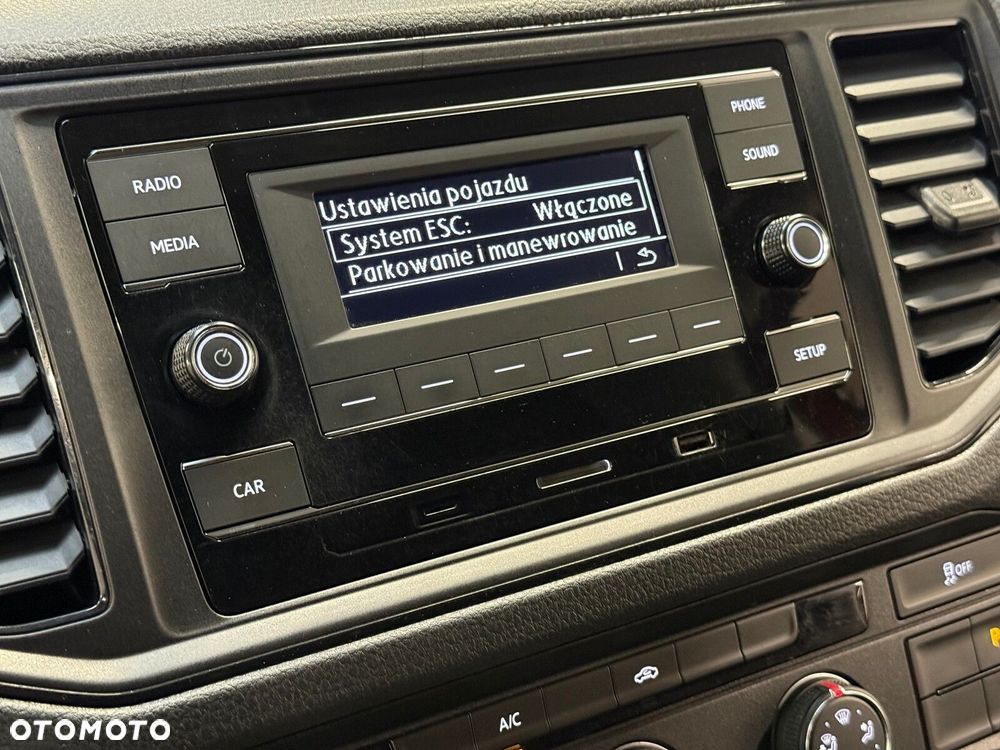 PHONE
SOUND
RADIO
MEDIA
Ustawienia pojazdu
System ESC: Włączone
Parkowanie i manewrowanie
SETUP
CAR
OFF
A/C
OTOMOTO